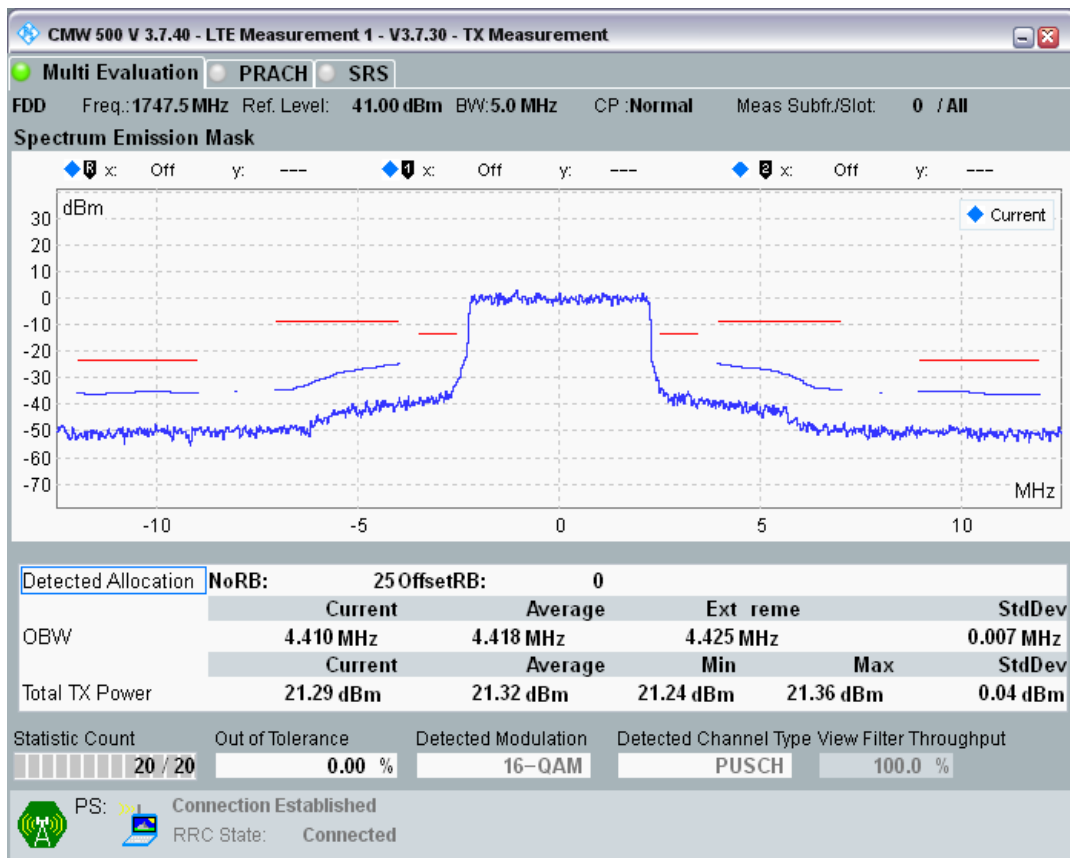 CMW 500 V 3.7.40 - LTE Measurement 1 - V3.7.30 - TX Measurement
Multi Evaluation PRACH SRS
FDD Freq.: 1747.5 MHz Ref. Level: 41.00 dBm BW: 5.0 MHz CP :Normal Meas Subfr./Slot: 0 / All
Spectrum Emission Mask
R x: Off y: --- 1 x: Off y: --- 2 x: Off y: ---
dBm
Current
30
20
10
0
-10
-20
-30
-40
-50
-60
-70
MHz
-10 -5 0 5 10
Detected Allocation NoRB: 25 OffsetRB: 0
Current Average Ext reme StdDev
OBW 4.410 MHz 4.418 MHz 4.425 MHz 0.007 MHz
Current Average Min Max StdDev
Total TX Power 21.29 dBm 21.32 dBm 21.24 dBm 21.36 dBm 0.04 dBm
Statistic Count Out of Tolerance Detected Modulation Detected Channel Type View Filter Throughput
20 / 20 0.00 % 16-QAM PUSCH 100.0 %
PS: Connection Established
RRC State: Connected